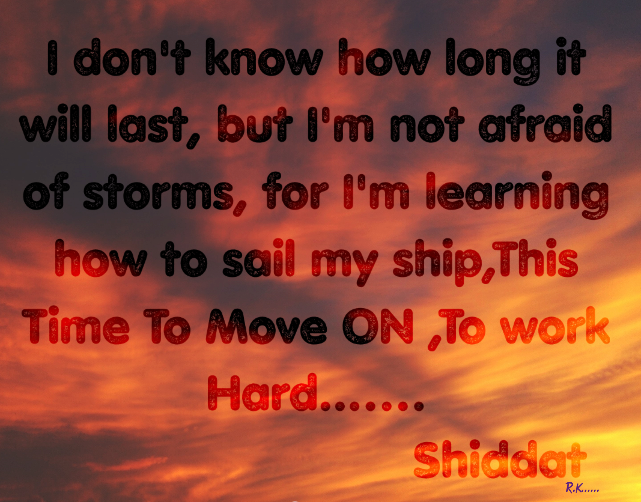 I don't know how long it
will last, but I'm not afraid
of storms, for I'm learning
how to sail my ship,This
Time To Move ON ,To work
Hard.......
Shiddat
R.K......